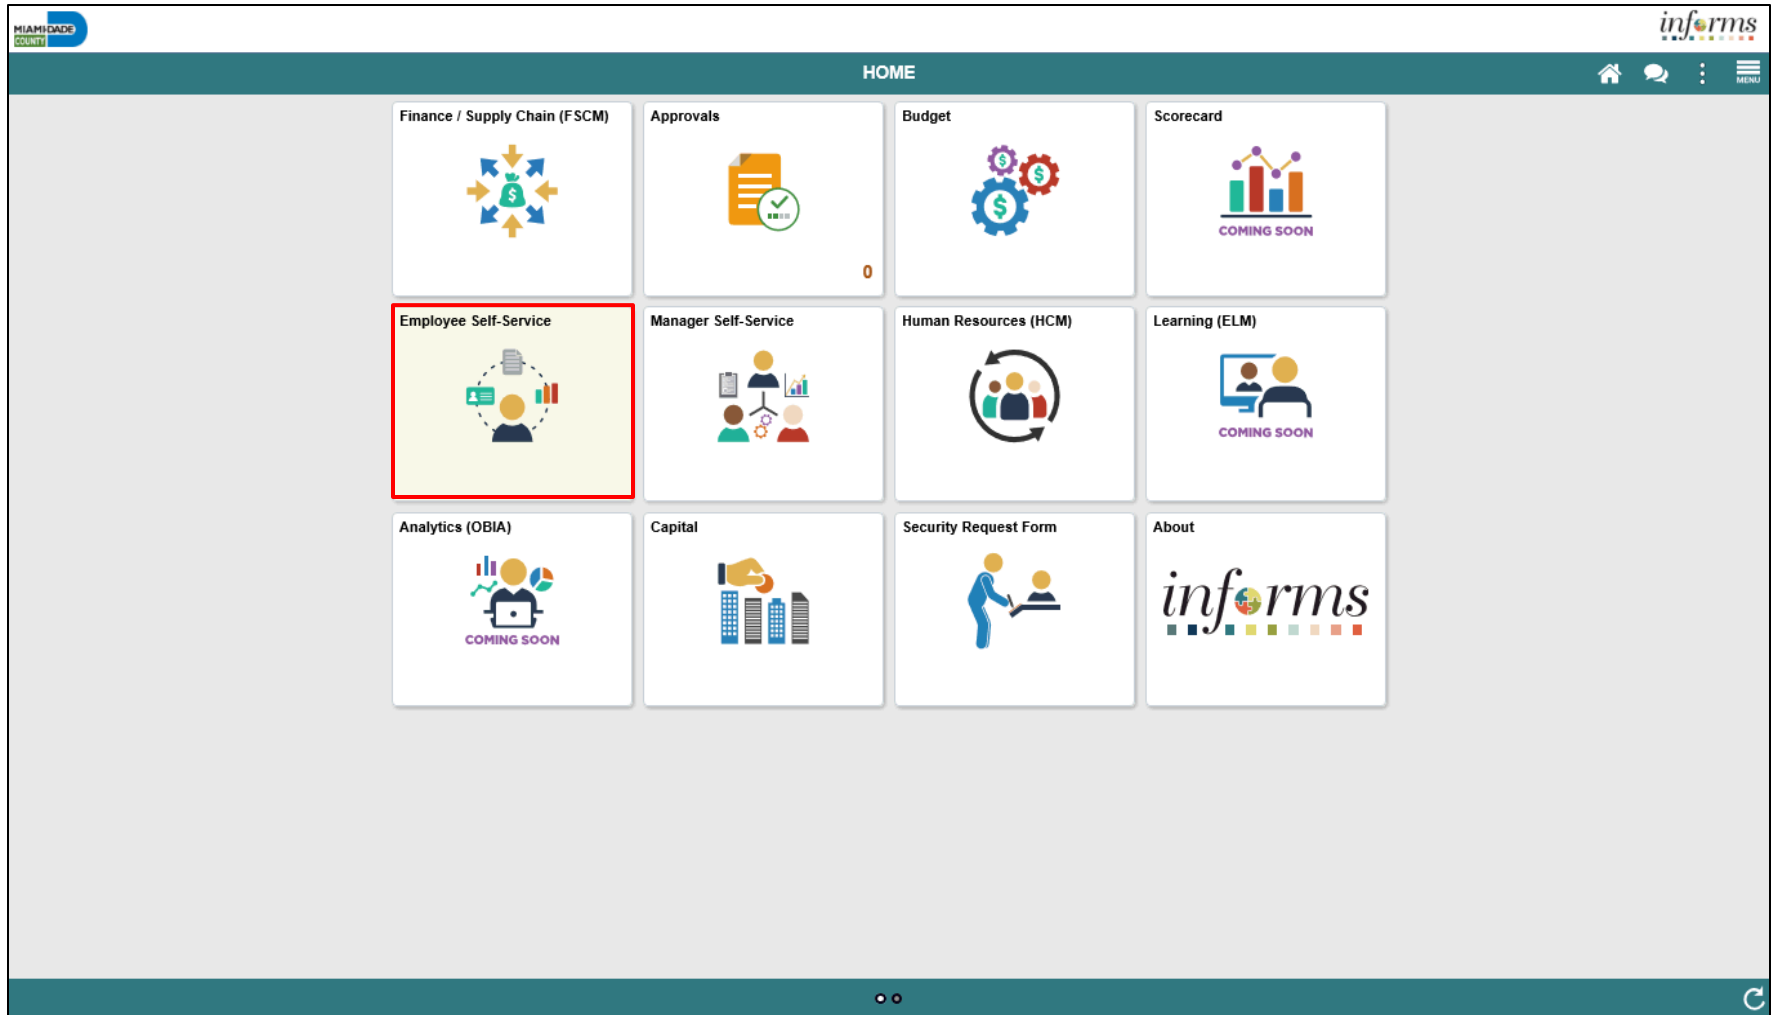 MIAMI-DADE
COUNTY
informs
HOME
MENU
Finance / Supply Chain (FSCM)
Approvals
Budget
Scorecard
COMING SOON
0
Employee Self-Service
Manager Self-Service
Human Resources (HCM)
Learning (ELM)
COMING SOON
Analytics (OBIA)
Capital
Security Request Form
About
informs
COMING SOON